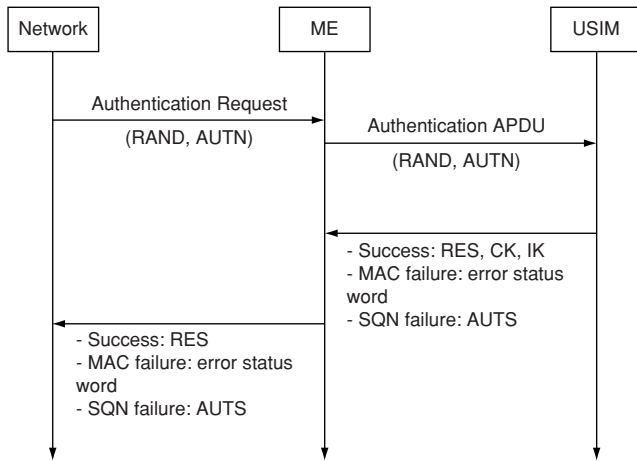 Network
ME
USIM
Authentication Request
(RAND, AUTN)
Authentication APDU
(RAND, AUTN)
- Success: RES, CK, IK
- MAC failure: error status
word
- SQN failure: AUTS
- Success: RES
- MAC failure: error status
word
- SQN failure: AUTS